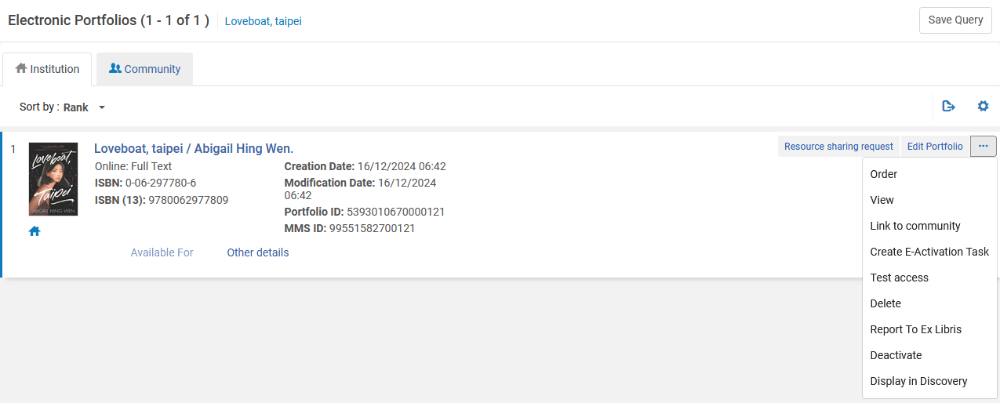 Electronic Portfolios (1 - 1 of 1 ) Loveboat, taipei
Save Query
Institution
Community
Sort by : Rank
1
Loveboat, Taipei
ABIGAIL HING WEN
Loveboat, taipei / Abigail Hing Wen.
Online: Full Text
ISBN: 0-06-297780-6
ISBN (13): 9780062977809
Creation Date: 16/12/2024 06:42
Modification Date: 16/12/2024
06:42
Portfolio ID: 5393010670000121
MMS ID: 99551582700121
Available For
Other details
Resource sharing request
Edit Portfolio
Order
View
Link to community
Create E-Activation Task
Test access
Delete
Report To Ex Libris
Deactivate
Display in Discovery